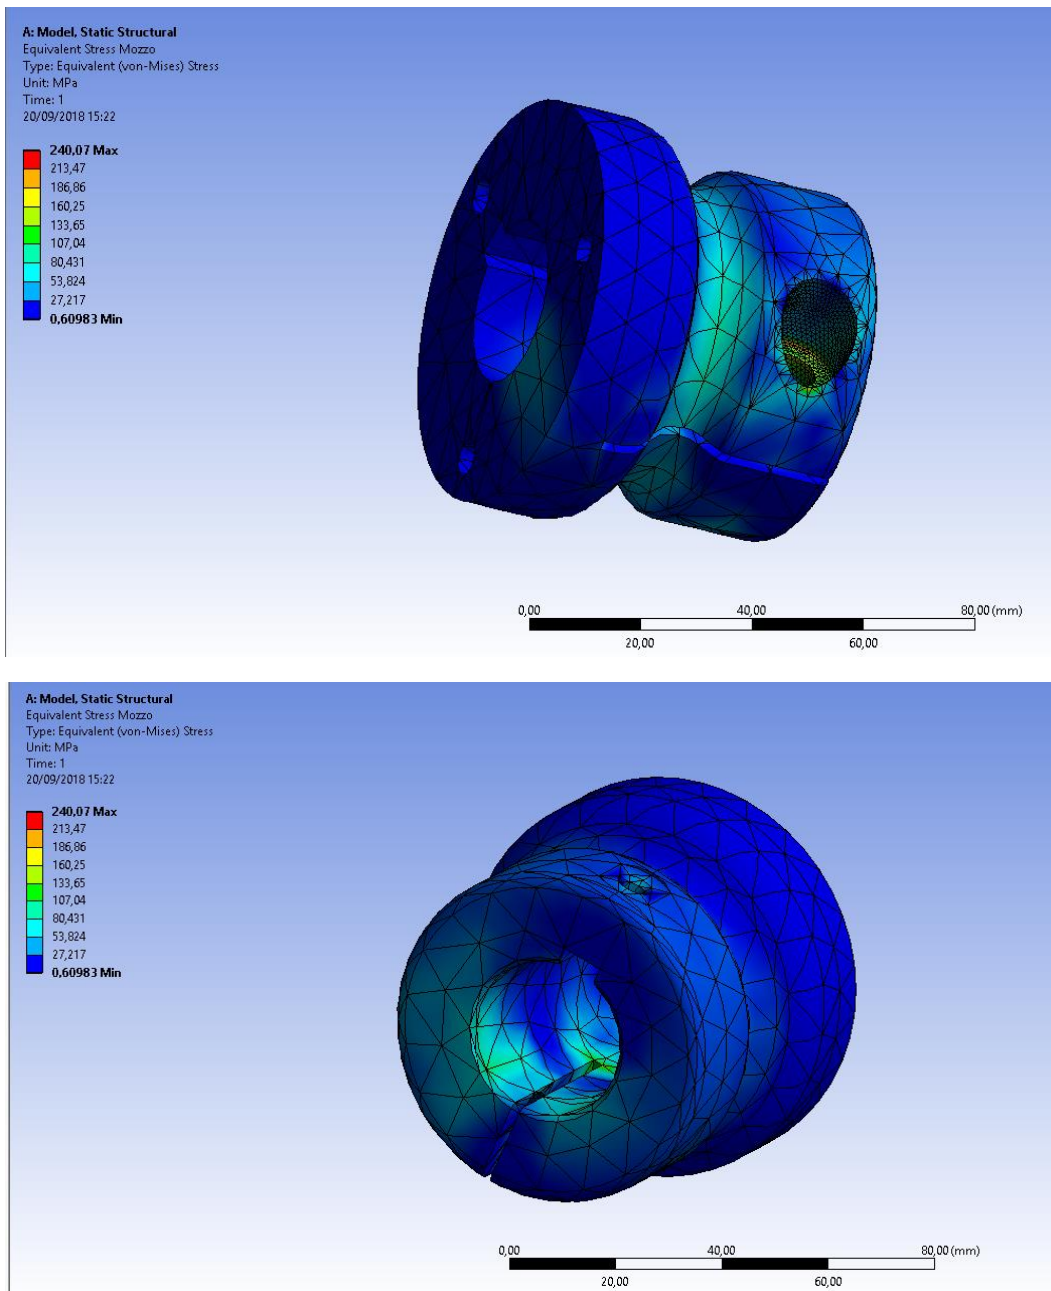 A: Model, Static Structural
Equivalent Stress Mozzo
Type: Equivalent (von-Mises) Stress
Unit: MPa
Time: 1
20/09/2018 15:22
240,07 Max
213,47
186,86
160,25
133,65
107,04
80,431
53,824
27,217
0,60983 Min
0,00 40,00 80,00 (mm)
20,00 60,00
A: Model, Static Structural
Equivalent Stress Mozzo
Type: Equivalent (von-Mises) Stress
Unit: MPa
Time: 1
20/09/2018 15:22
240,07 Max
213,47
186,86
160,25
133,65
107,04
80,431
53,824
27,217
0,60983 Min
0,00 40,00 80,00 (mm)
20,00 60,00